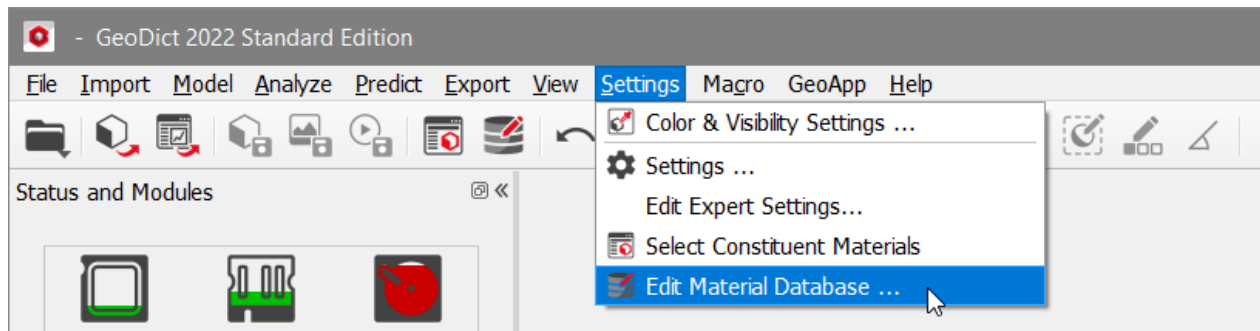 - GeoDict 2022 Standard Edition
File Import Model Analyze Predict Export View Settings Macro GeoApp Help
Color & Visibility Settings ...
Settings ...
Status and Modules
Edit Expert Settings...
Select Constituent Materials
Edit Material Database ...